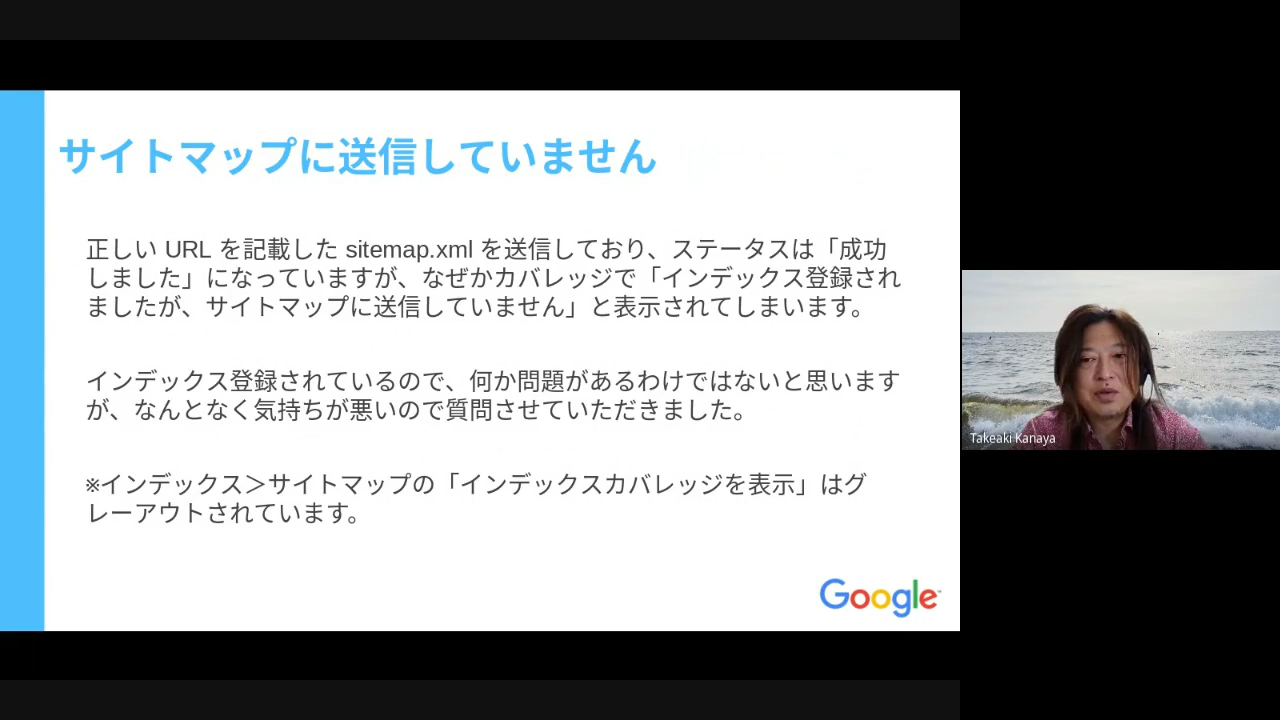 サイトマップに送信していません
正しい URL を記載した sitemap.xml を送信しており、ステータスは「成功
しました」になっていますが、なぜかカバレッジで「インデックス登録され
ましたが、サイトマップに送信していません」と表示されてしまいます。
インデックス登録されているので、何か問題があるわけではないと思います
が、なんとなく気持ちが悪いので質問させていただきました。
※インデックス＞サイトマップの「インデックスカバレッジを表示」はグ
レーアウトされています。
Google
Takeaki Kanaya